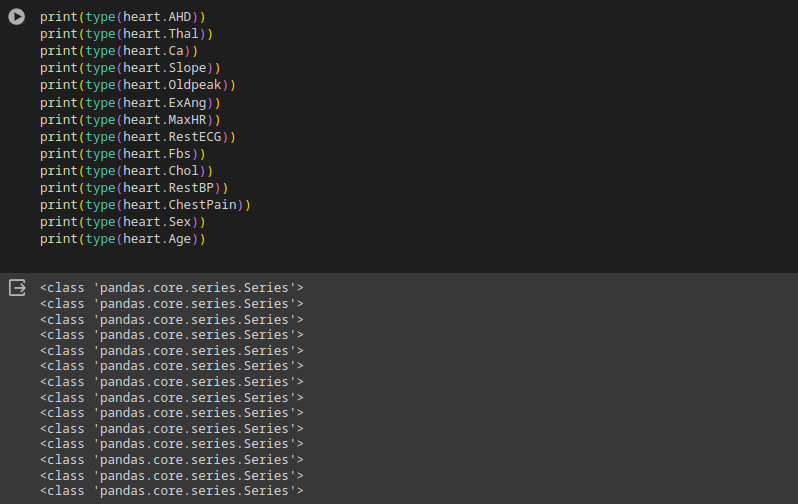 print(type(heart.AHD))
print(type(heart.Thal))
print(type(heart.Ca))
print(type(heart.Slope))
print(type(heart.Oldpeak))
print(type(heart.ExAng))
print(type(heart.MaxHR))
print(type(heart.RestECG))
print(type(heart.Fbs))
print(type(heart.Chol))
print(type(heart.RestBP))
print(type(heart.ChestPain))
print(type(heart.Sex))
print(type(heart.Age))
<class 'pandas.core.series.Series'>
<class 'pandas.core.series.Series'>
<class 'pandas.core.series.Series'>
<class 'pandas.core.series.Series'>
<class 'pandas.core.series.Series'>
<class 'pandas.core.series.Series'>
<class 'pandas.core.series.Series'>
<class 'pandas.core.series.Series'>
<class 'pandas.core.series.Series'>
<class 'pandas.core.series.Series'>
<class 'pandas.core.series.Series'>
<class 'pandas.core.series.Series'>
<class 'pandas.core.series.Series'>
<class 'pandas.core.series.Series'>